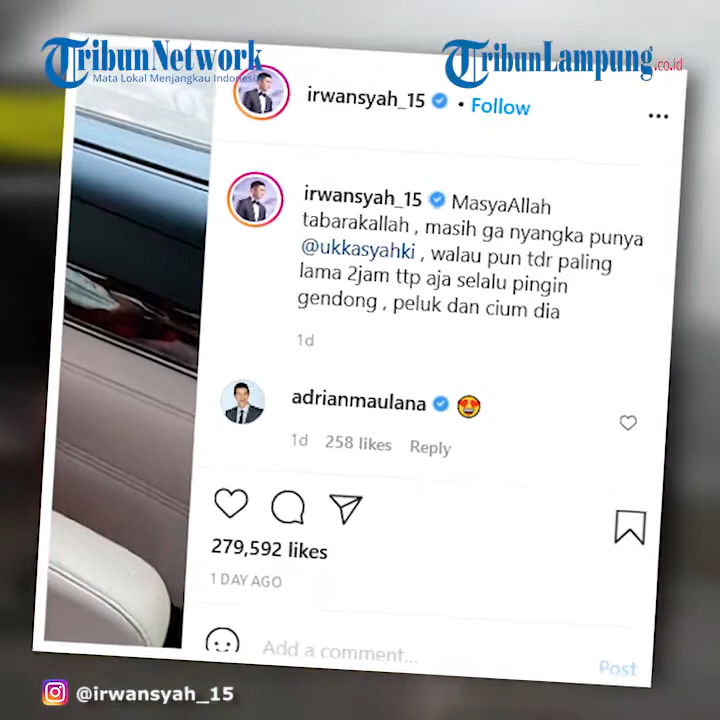 TribunNetwork
Mata Lokal Menjangkau Indonesia
TribunLampung.co.id
irwansyah_15 • Follow
irwansyah_15 MasyaAllah
tabarakallah , masih ga nyangka punya
@ukkasyahki , walau pun tdr paling
lama 2jam ttp aja selalu pingin
gendong , peluk dan cium dia
1d
adrianmaulana 😍
1d 258 likes Reply
279,592 likes
1 DAY AGO
Add a comment...
Post
@irwansyah_15